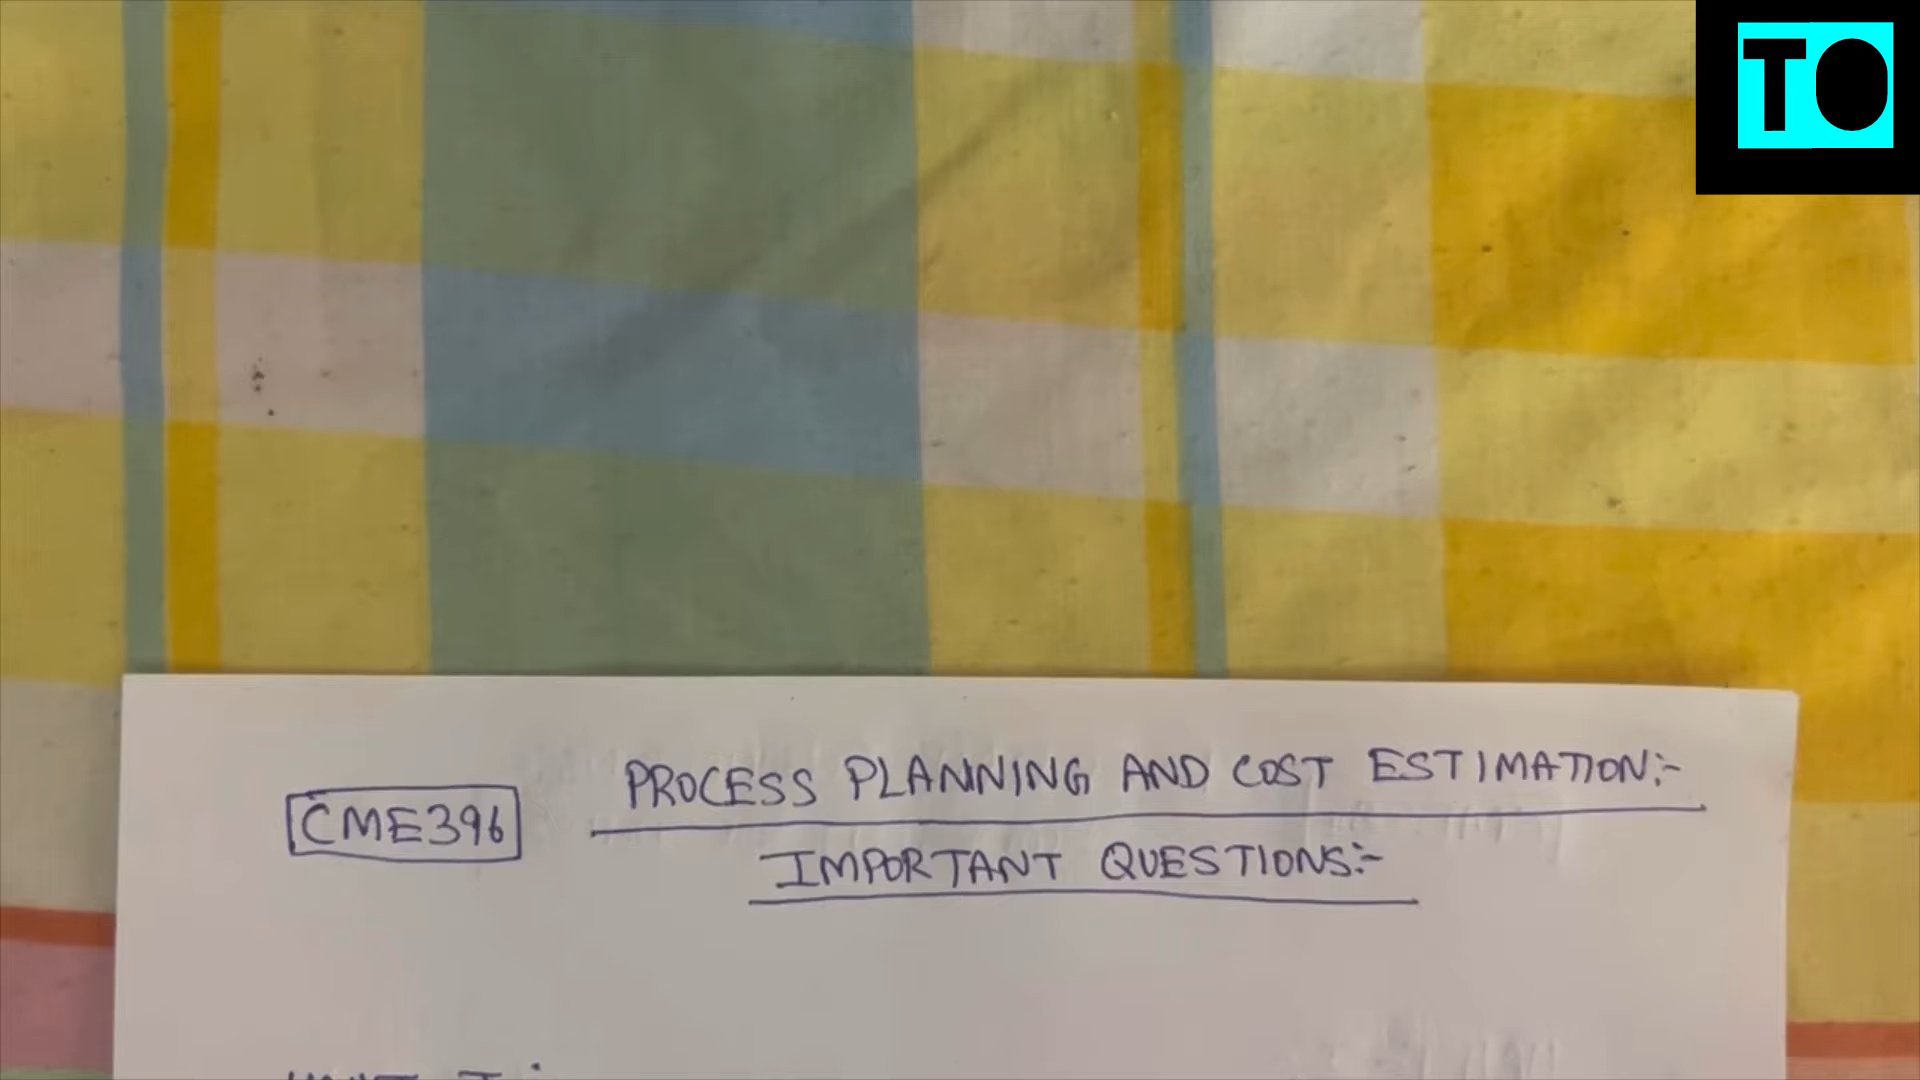 TO
CME396
PROCESS PLANNING AND COST ESTIMATION:-
IMPORTANT QUESTIONS:-